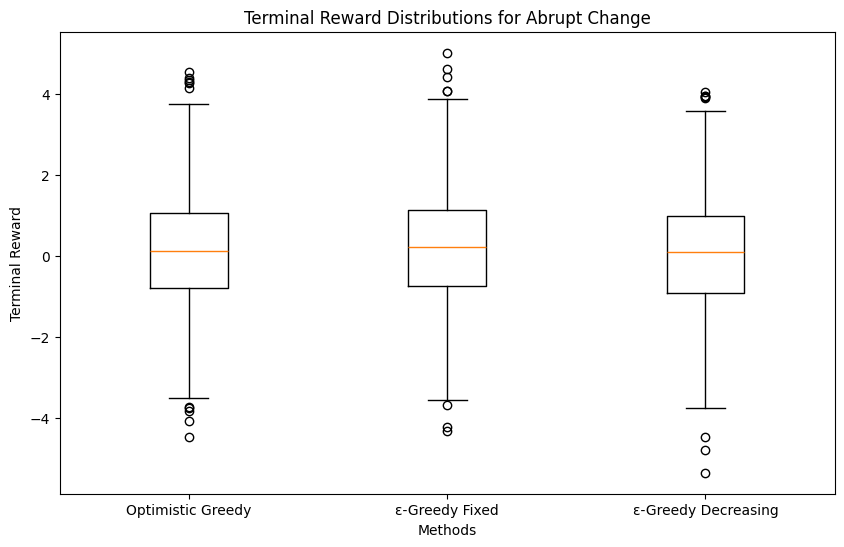 Terminal Reward Distributions for Abrupt Change
Terminal Reward
4
2
0
−2
−4
Optimistic Greedy
ε-Greedy Fixed
ε-Greedy Decreasing
Methods